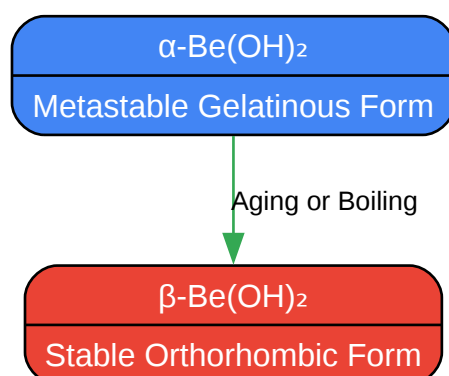 α-Be(OH)₂
Metastable Gelatinous Form
Aging or Boiling
β-Be(OH)₂
Stable Orthorhombic Form